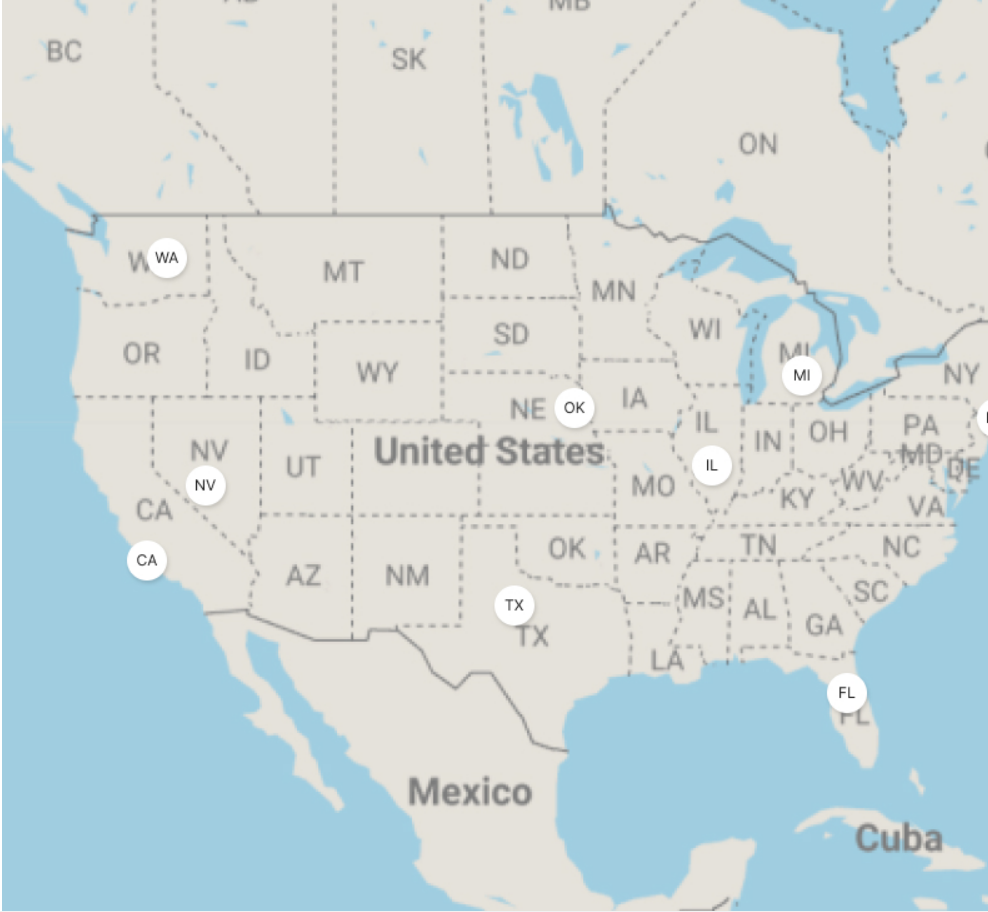 MB
BC
SK
ON
WA
ND
MT
MN
SD
WI
OR
ID
WY
MI
MI
NY
NE
OK
IA
IL
OH
PA
IN
NV
United States
MD
UT
IL
DE
NV
MO
WV
KY
VA
CA
OK
TN
NC
AR
CA
AZ
NM
SC
MS
TX
AL
GA
TX
LA
FL
FL
Mexico
Cuba